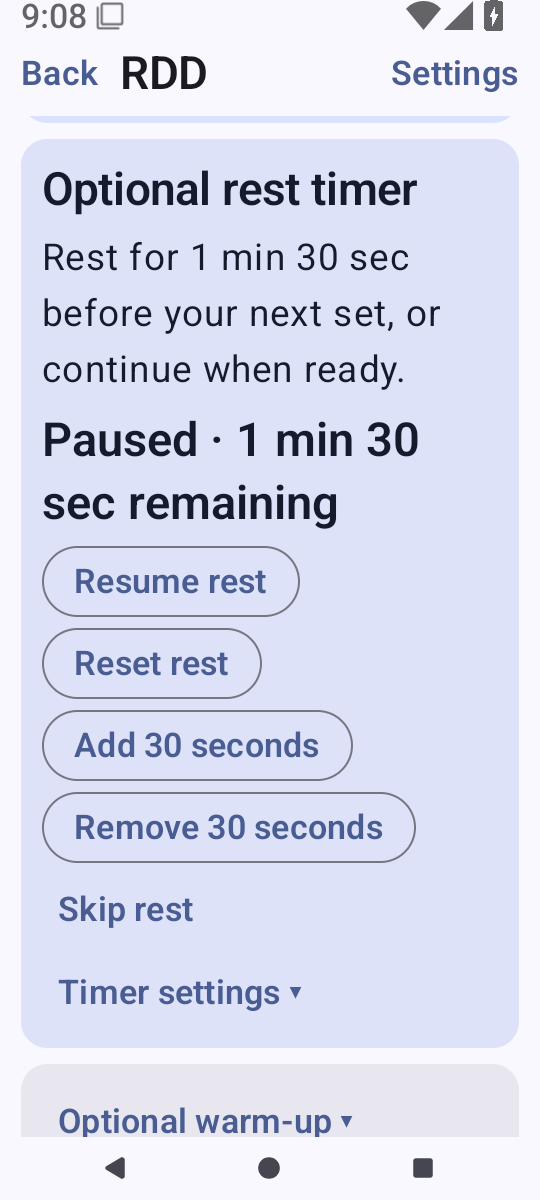 9:08
Back RDD Settings
Optional rest timer
Rest for 1 min 30 sec
before your next set, or
continue when ready.
Paused · 1 min 30
sec remaining
Resume rest
Reset rest
Add 30 seconds
Remove 30 seconds
Skip rest
Timer settings ▾
Optional warm-up ▾